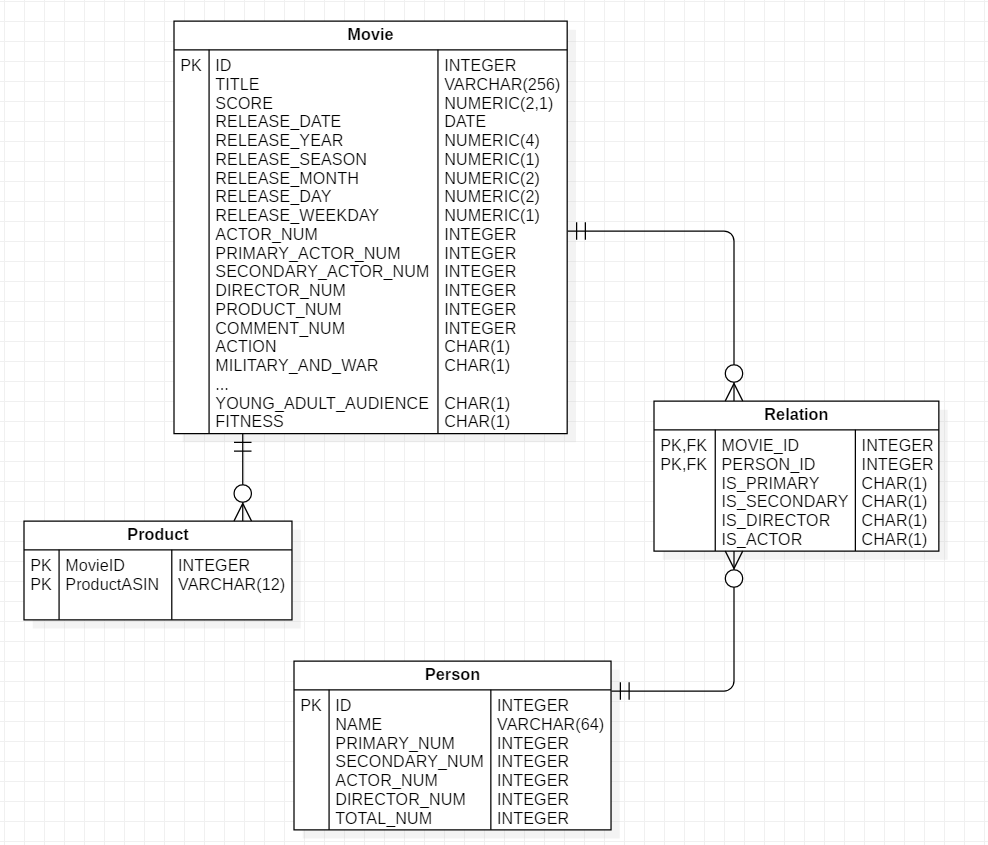 Movie
PK ID INTEGER
TITLE VARCHAR(256)
SCORE NUMERIC(2,1)
RELEASE_DATE DATE
RELEASE_YEAR NUMERIC(4)
RELEASE_SEASON NUMERIC(1)
RELEASE_MONTH NUMERIC(2)
RELEASE_DAY NUMERIC(2)
RELEASE_WEEKDAY NUMERIC(1)
ACTOR_NUM INTEGER
PRIMARY_ACTOR_NUM INTEGER
SECONDARY_ACTOR_NUM INTEGER
DIRECTOR_NUM INTEGER
PRODUCT_NUM INTEGER
COMMENT_NUM INTEGER
ACTION CHAR(1)
MILITARY_AND_WAR CHAR(1)
...
YOUNG_ADULT_AUDIENCE CHAR(1)
FITNESS CHAR(1)
Relation
PK,FK MOVIE_ID INTEGER
PK,FK PERSON_ID INTEGER
IS_PRIMARY CHAR(1)
IS_SECONDARY CHAR(1)
IS_DIRECTOR CHAR(1)
IS_ACTOR CHAR(1)
Product
PK MovieID INTEGER
PK ProductASIN VARCHAR(12)
Person
PK ID INTEGER
NAME VARCHAR(64)
PRIMARY_NUM INTEGER
SECONDARY_NUM INTEGER
ACTOR_NUM INTEGER
DIRECTOR_NUM INTEGER
TOTAL_NUM INTEGER